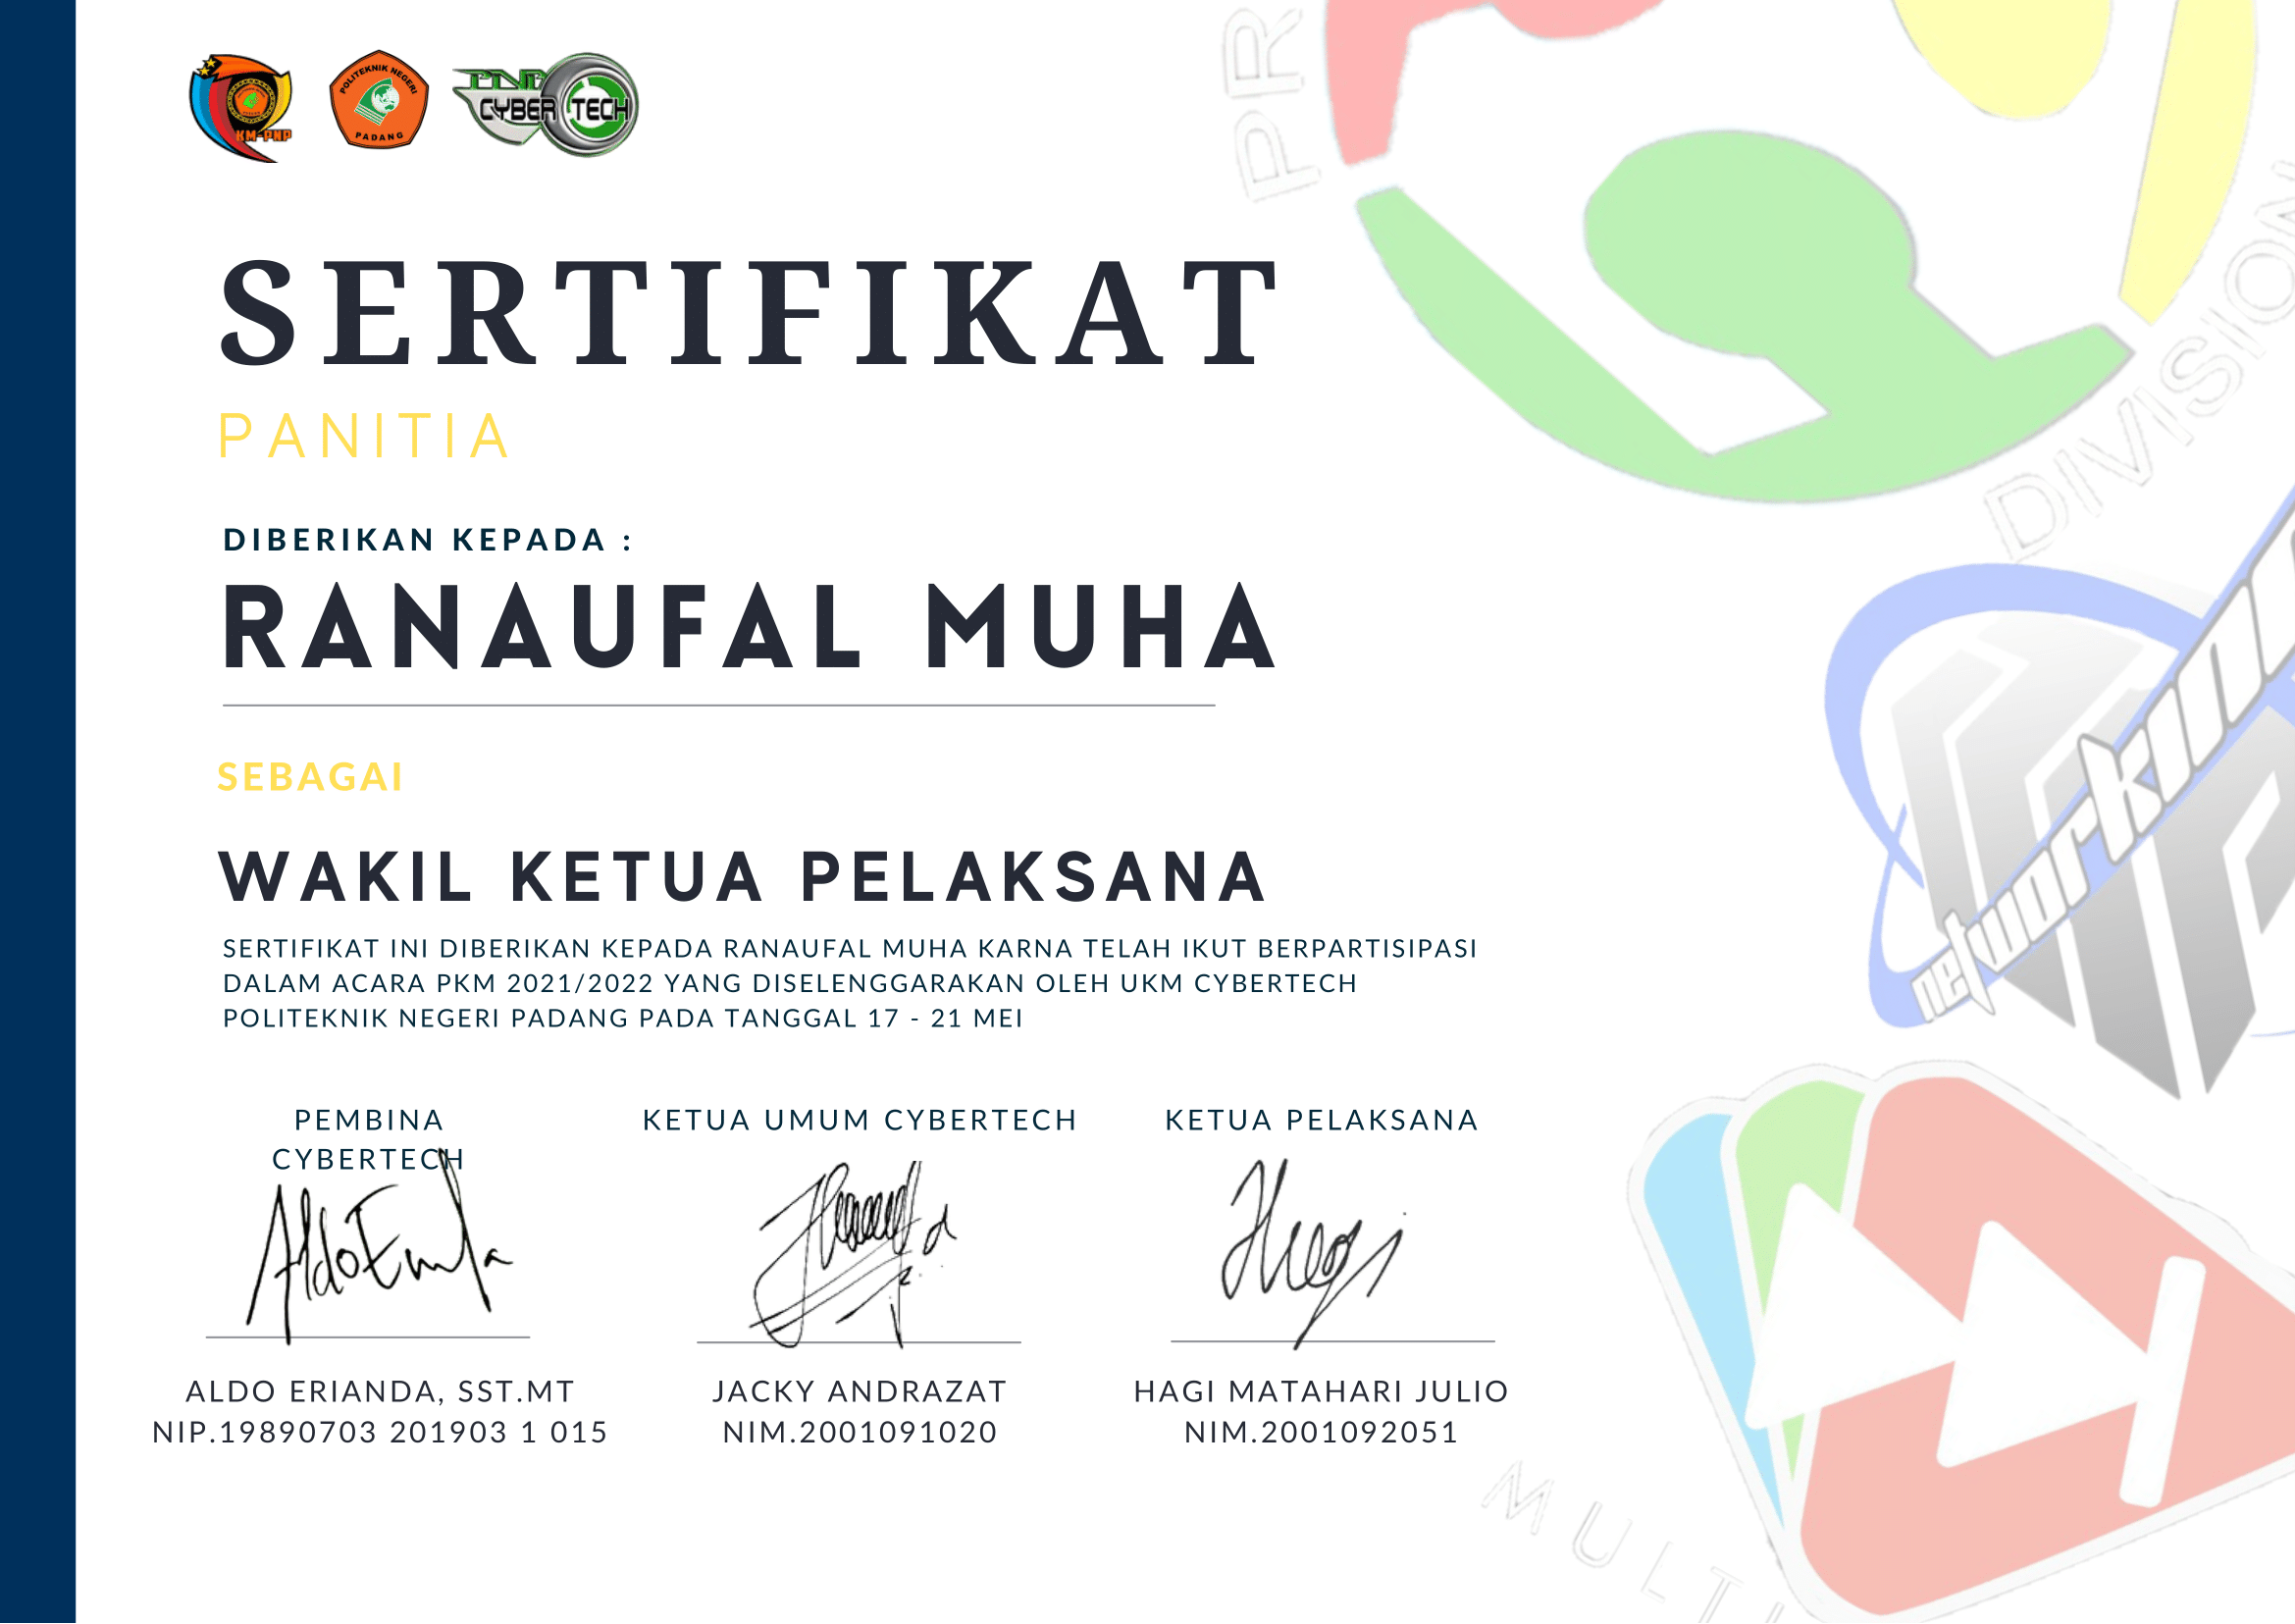 KM-PNP
POLITEKNIK NEGERI
PADANG
PNP
CYBER TECH
SERTIFIKAT
PANITIA
DIBERIKAN KEPADA :
RANAUFAL MUHA
SEBAGAI
WAKIL KETUA PELAKSANA
SERTIFIKAT INI DIBERIKAN KEPADA RANAUFAL MUHA KARNA TELAH IKUT BERPARTISIPASI
DALAM ACARA PKM 2021/2022 YANG DISELENGGARAKAN OLEH UKM CYBERTECH
POLITEKNIK NEGERI PADANG PADA TANGGAL 17 - 21 MEI
PEMBINA
CYBERTECH
KETUA UMUM CYBERTECH
KETUA PELAKSANA
AldoErianda
Hagi
ALDO ERIANDA, SST.MT
NIP.19890703 201903 1 015
JACKY ANDRAZAT
NIM.2001091020
HAGI MATAHARI JULIO
NIM.2001092051
PR
DIVISION
networking
MULTI